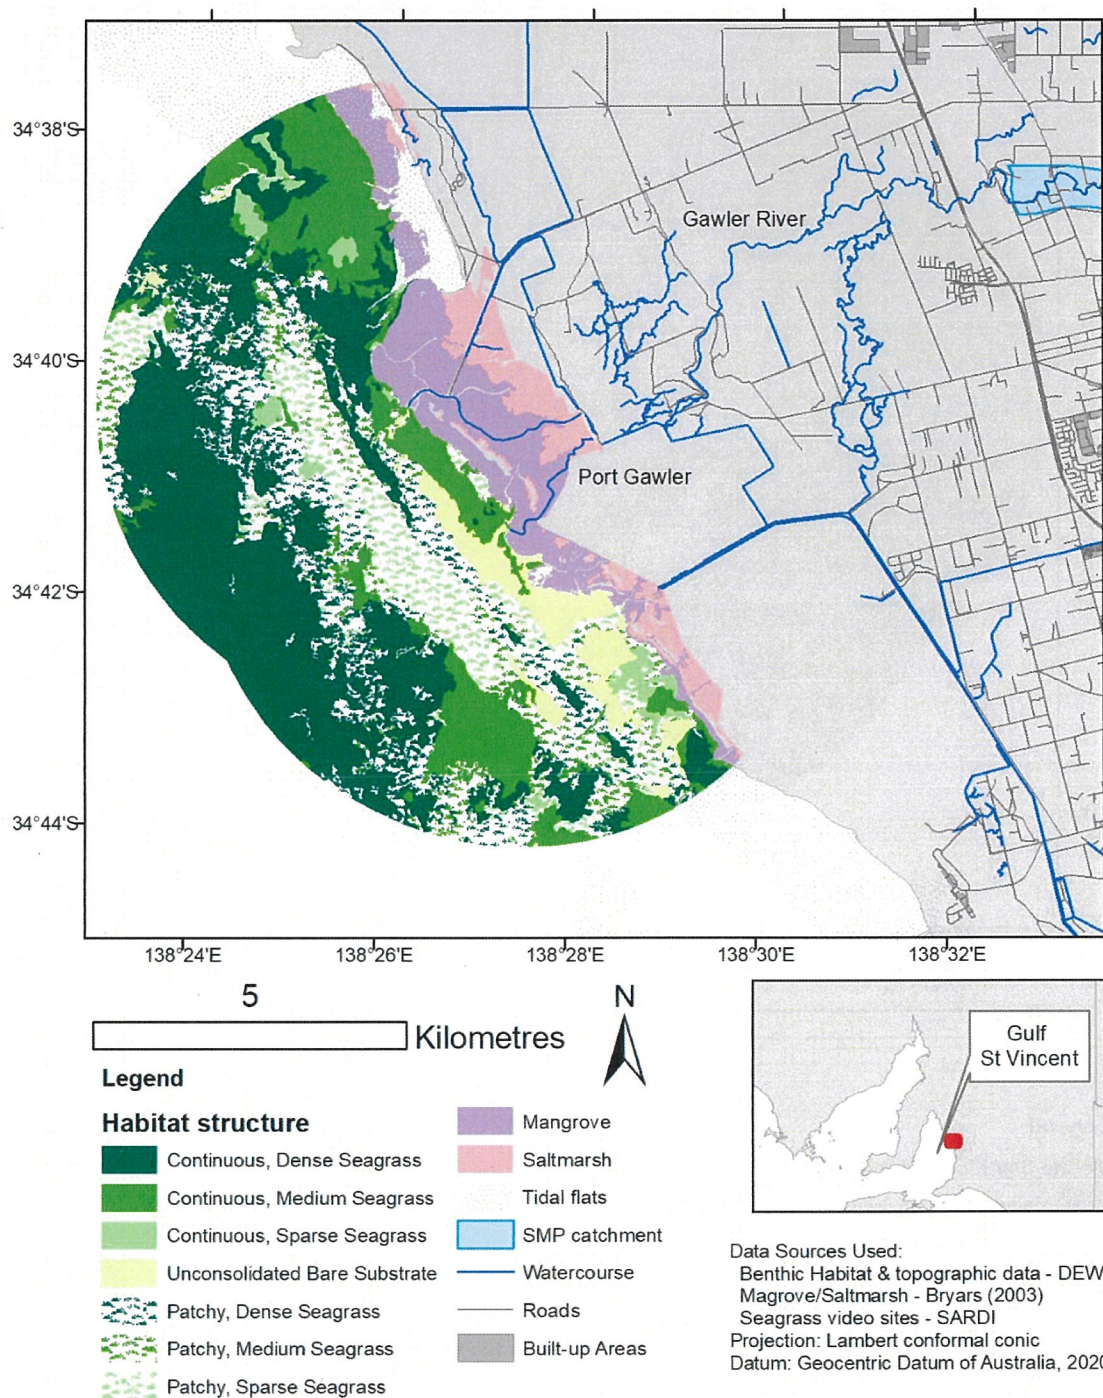 34°38'S
Gawler River
34°40'S
Port Gawler
34°42'S
34°44'S
138°24'E
138°26'E
138°28'E
138°30'E
138°32'E
5
Kilometres
N
Gulf
St Vincent
Legend
Habitat structure
Continuous, Dense Seagrass
Continuous, Medium Seagrass
Continuous, Sparse Seagrass
Unconsolidated Bare Substrate
Patchy, Dense Seagrass
Patchy, Medium Seagrass
Patchy, Sparse Seagrass
Mangrove
Saltmarsh
Tidal flats
SMP catchment
Watercourse
Roads
Built-up Areas
Data Sources Used:
Benthic Habitat & topographic data - DEW
Magrove/Saltmarsh - Bryars (2003)
Seagrass video sites - SARDI
Projection: Lambert conformal conic
Datum: Geocentric Datum of Australia, 2020